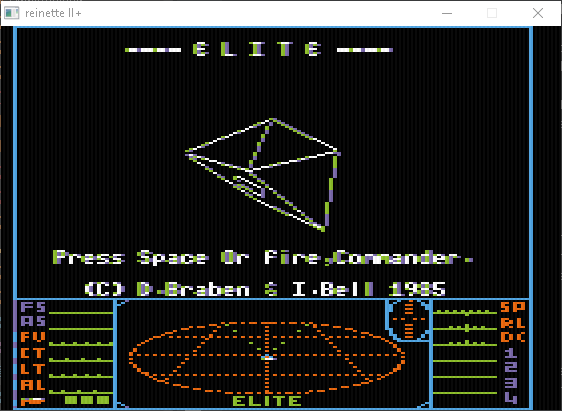 reinette II+
---- E L I T E ----
Press Space Or Fire,Commander.
(C) D.Braben & I.Bell 1985
FS
AS
FV
CT
LT
AL
SP
RL
DC
1
2
3
4
ELITE